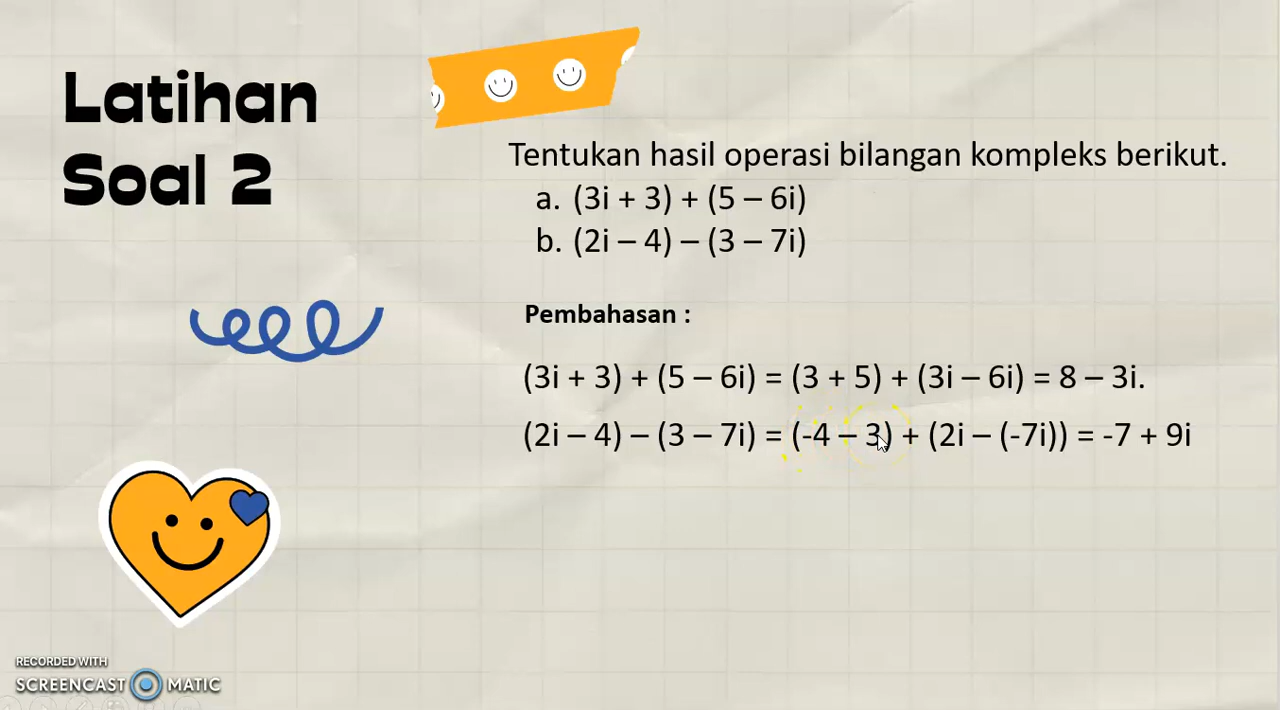 Latihan
Soal 2
Tentukan hasil operasi bilangan kompleks berikut.
a. (3i + 3) + (5 – 6i)
b. (2i – 4) – (3 – 7i)
Pembahasan :
(3i + 3) + (5 – 6i) = (3 + 5) + (3i – 6i) = 8 – 3i.
(2i – 4) – (3 – 7i) = (-4 – 3) + (2i – (-7i)) = -7 + 9i
RECORDED WITH
SCREENCAST MATIC